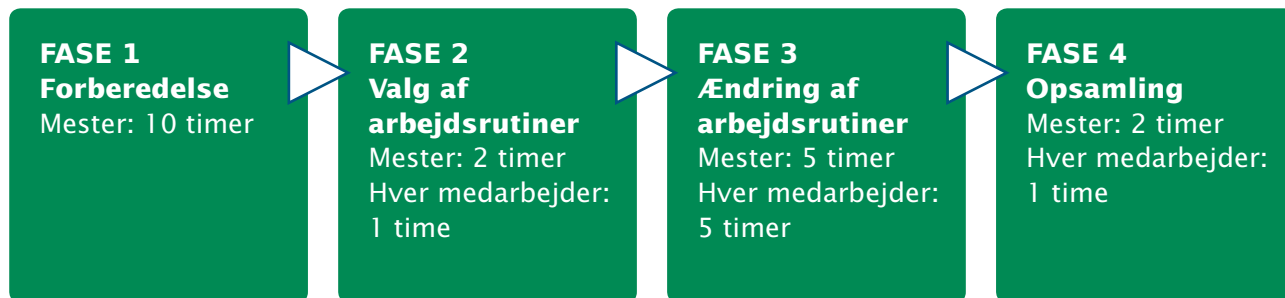 FASE 1
Forberedelse
Mester: 10 timer
FASE 2
Valg af
arbejdsrutiner
Mester: 2 timer
Hver medarbejder:
1 time
FASE 3
Ændring af
arbejdsrutiner
Mester: 5 timer
Hver medarbejder:
5 timer
FASE 4
Opsamling
Mester: 2 timer
Hver medarbejder:
1 time